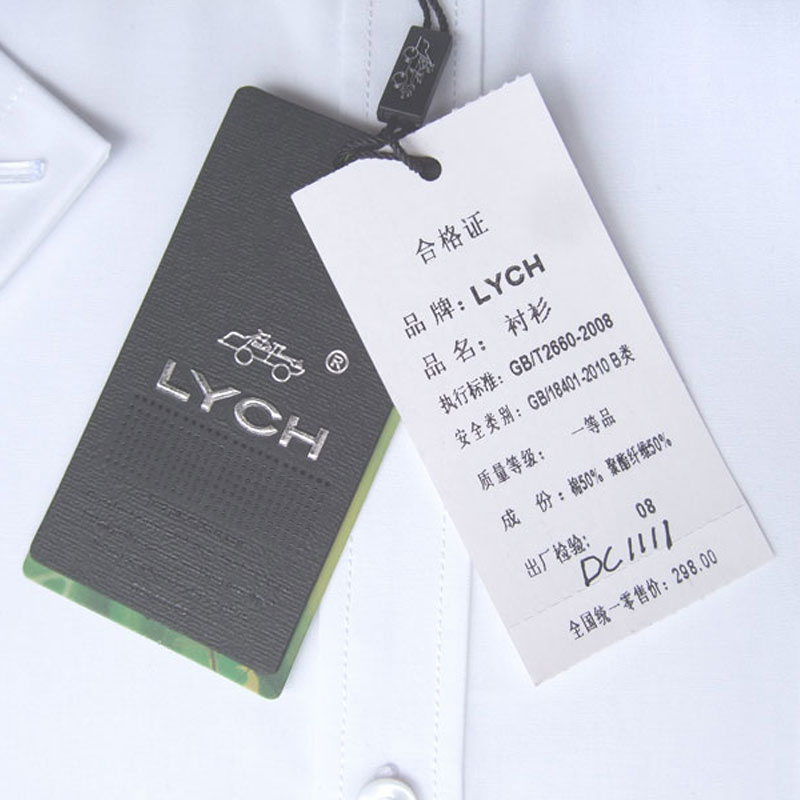 LYCH
®
合格证
品牌：LYCH
品名：衬衫
执行标准：GB/T2660-2008
安全类别：GB/18401-2010 B类
质量等级：一等品
成 份：棉50% 聚酯纤维50%
出厂检验：08
DC1111
全国统一零售价：298.00